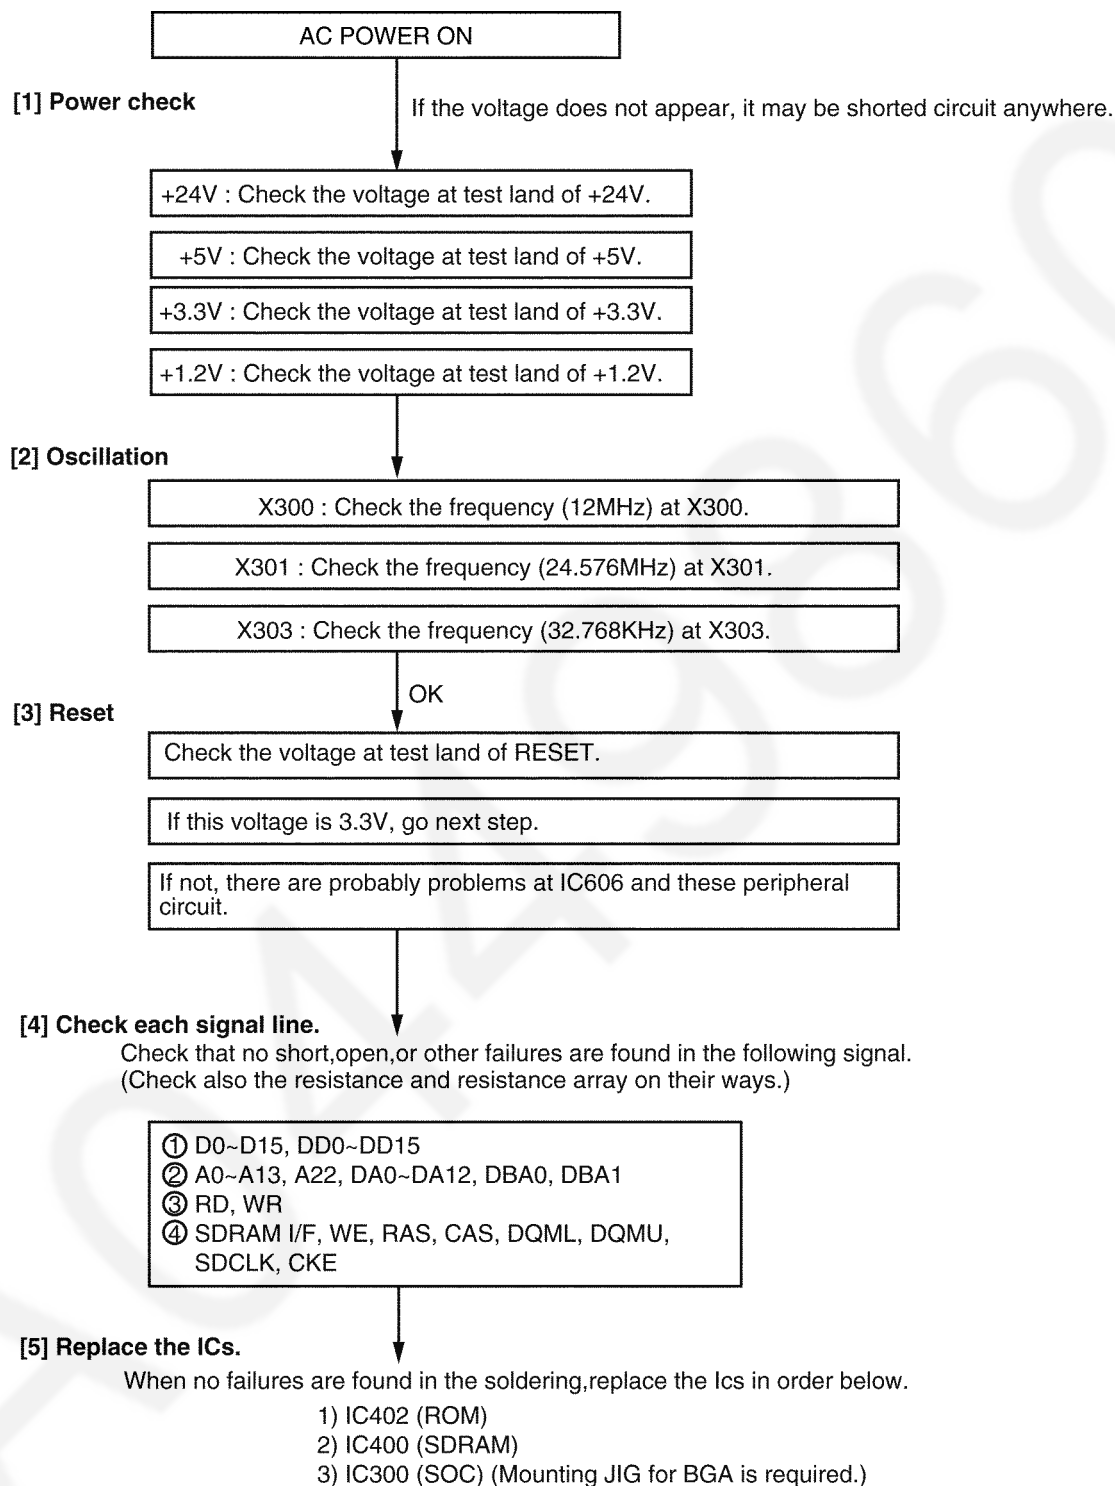 AC POWER ON
[1] Power check
If the voltage does not appear, it may be shorted circuit anywhere.
+24V : Check the voltage at test land of +24V.
+5V : Check the voltage at test land of +5V.
+3.3V : Check the voltage at test land of +3.3V.
+1.2V : Check the voltage at test land of +1.2V.
[2] Oscillation
X300 : Check the frequency (12MHz) at X300.
X301 : Check the frequency (24.576MHz) at X301.
X303 : Check the frequency (32.768KHz) at X303.
OK
[3] Reset
Check the voltage at test land of RESET.
If this voltage is 3.3V, go next step.
If not, there are probably problems at IC606 and these peripheral
circuit.
[4] Check each signal line.
Check that no short,open,or other failures are found in the following signal.
(Check also the resistance and resistance array on their ways.)
① D0~D15, DD0~DD15
② A0~A13, A22, DA0~DA12, DBA0, DBA1
③ RD, WR
④ SDRAM I/F, WE, RAS, CAS, DQML, DQMU,
SDCLK, CKE
[5] Replace the ICs.
When no failures are found in the soldering,replace the Ics in order below.
1) IC402 (ROM)
2) IC400 (SDRAM)
3) IC300 (SOC) (Mounting JIG for BGA is required.)